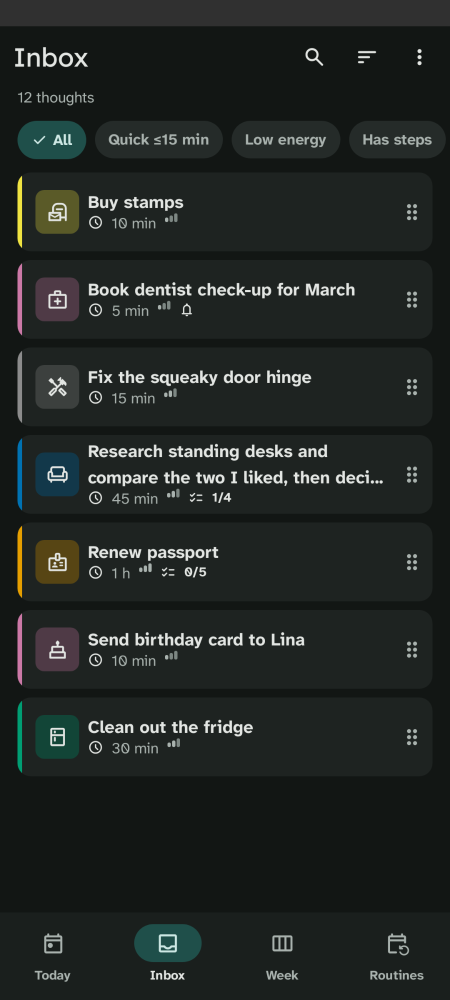 Inbox
12 thoughts
All
Quick ≤15 min
Low energy
Has steps
Buy stamps
10 min
Book dentist check-up for March
5 min
Fix the squeaky door hinge
15 min
Research standing desks and
compare the two I liked, then deci...
45 min 1/4
Renew passport
1 h 0/5
Send birthday card to Lina
10 min
Clean out the fridge
30 min
Today
Inbox
Week
Routines